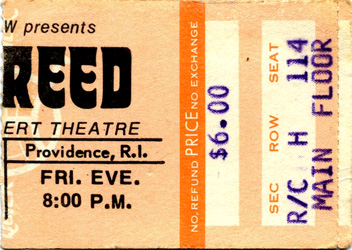 W presents
REED
ERT THEATRE
Providence, R.I.
FRI. EVE.
8:00 P.M.
NO REFUND PRICE NO EXCHANGE
$6.00
SEC ROW SEAT
R/C H 114
MAIN FLOOR